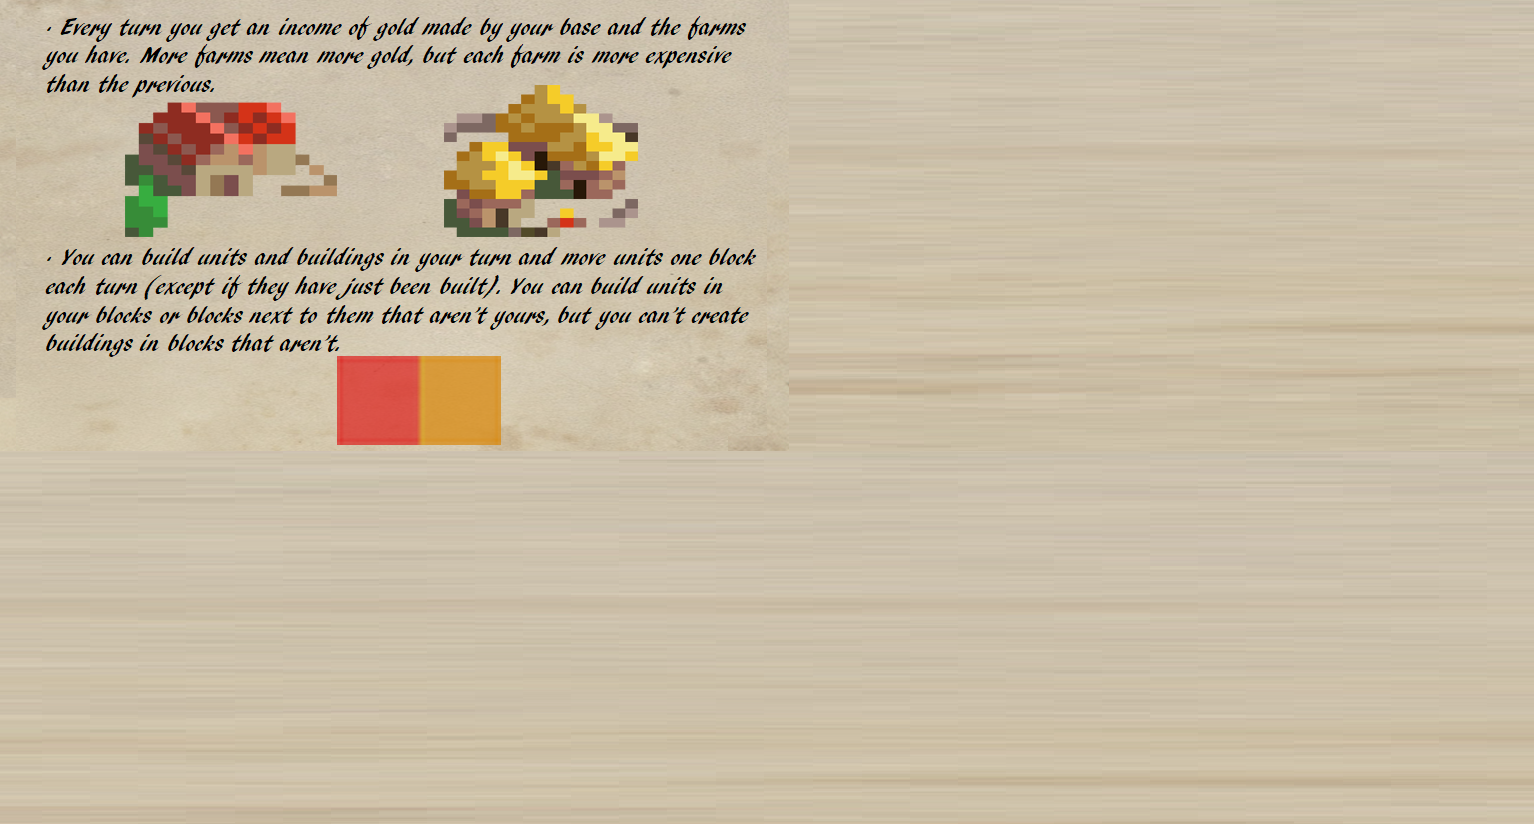 · Every turn you get an income of gold made by your base and the farms
you have. More farms mean more gold, but each farm is more expensive
than the previous.
· You can build units and buildings in your turn and move units one block
each turn (except if they have just been built). You can build units in
your blocks or blocks next to them that aren't yours, but you can't create
buildings in blocks that aren't.